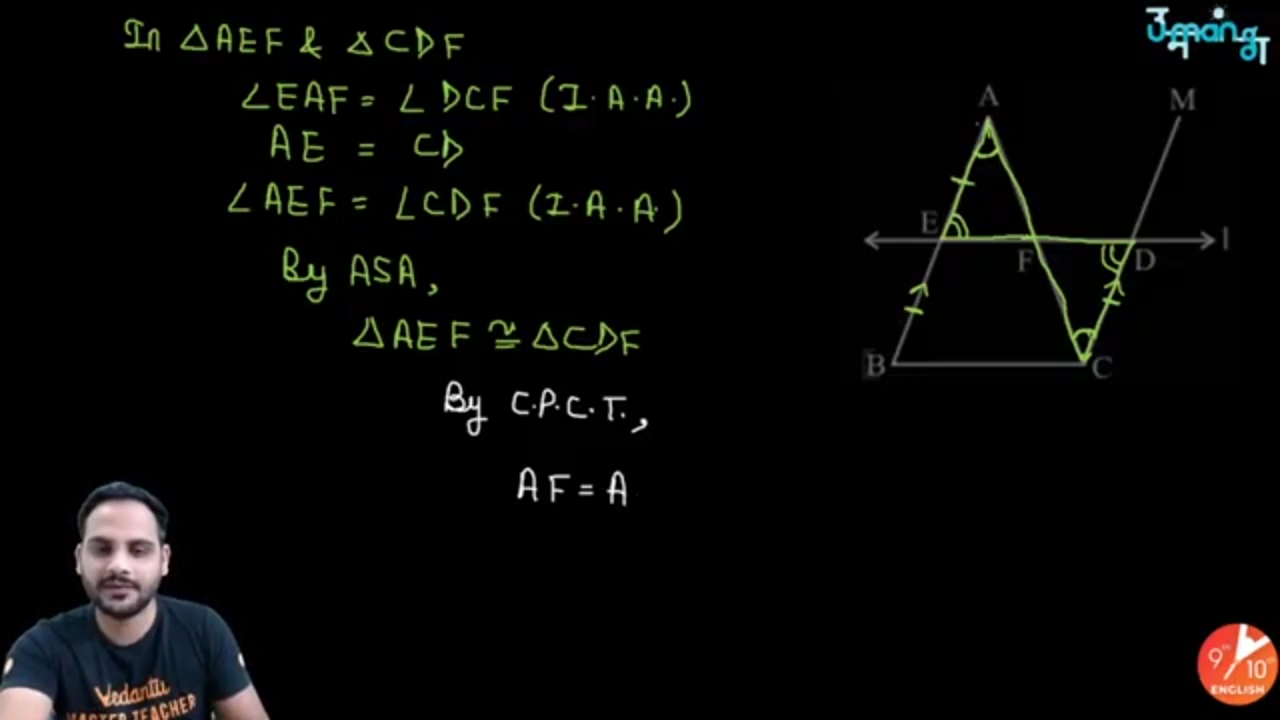 In △AEF & △CDF
∠EAF = ∠DCF (I.A.A.)
AE = CD
∠AEF = ∠CDF (I.A.A.)
By ASA,
△AEF ≅ △CDF
By C.P.C.T.,
AF = A
उmanग
A
M
E
F
D
l
B
C
Vedantu
MASTER TEACHER
9th/10th
ENGLISH